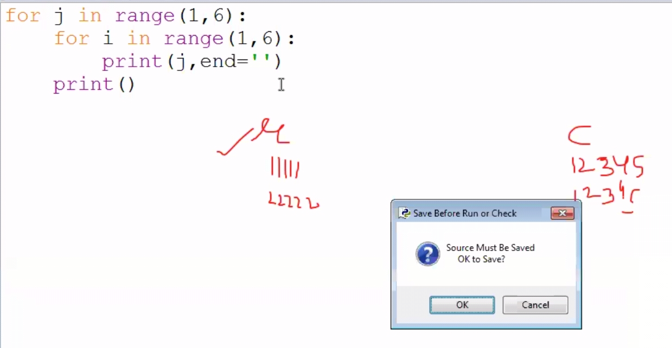 for j in range(1,6):
    for i in range(1,6):
        print(j,end='')
    print()
C
11111
12345
22222
12345
Save Before Run or Check
Source Must Be Saved
OK to Save?
OK
Cancel